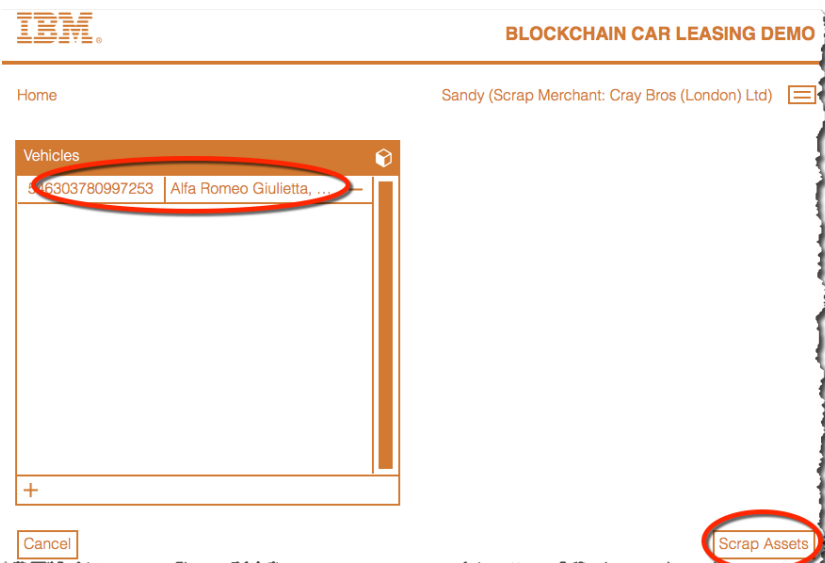 IBM®
BLOCKCHAIN CAR LEASING DEMO
Home
Sandy (Scrap Merchant: Cray Bros (London) Ltd)
Vehicles
546303780997253 Alfa Romeo Giulietta, ...
Cancel
Scrap Assets